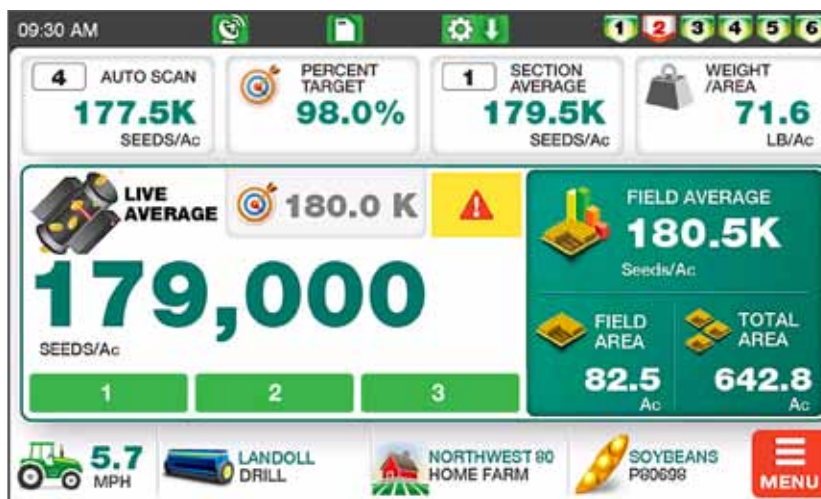 09:30 AM
1 2 3 4 5 6
4 AUTO SCAN
177.5K
SEEDS/Ac
PERCENT
TARGET
98.0%
1 SECTION
AVERAGE
179.5K
SEEDS/Ac
WEIGHT
/AREA
71.6
LB/Ac
LIVE
AVERAGE
180.0 K
179,000
SEEDS/Ac
1 2 3
FIELD AVERAGE
180.5K
Seeds/Ac
FIELD
AREA
82.5
Ac
TOTAL
AREA
642.8
Ac
5.7
MPH
LANDOLL
DRILL
NORTHWEST 80
HOME FARM
SOYBEANS
P80698
MENU